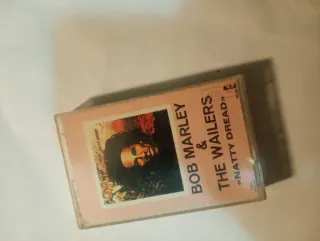 BOB MARLEY
&
THE WAILERS
«NATTY DREAD»